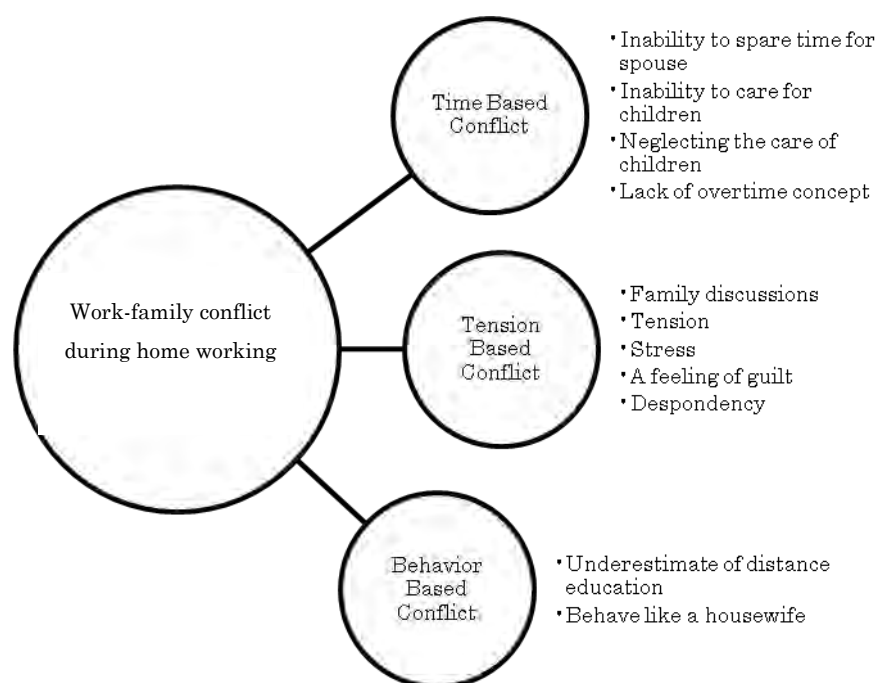 Work-family conflict
during home working
Time Based
Conflict
•Inability to spare time for
spouse
•Inability to care for
children
•Neglecting the care of
children
•Lack of overtime concept
Tension
Based
Conflict
•Family discussions
•Tension
•Stress
•A feeling of guilt
•Despondency
Behavior
Based
Conflict.
•Underestimate of distance
education
•Behave like a housewife